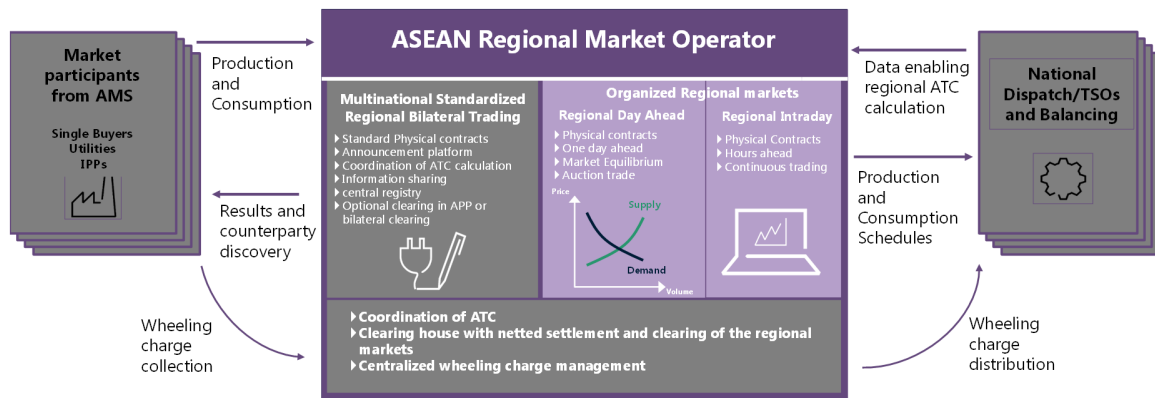 Market
participants
from AMS
Single Buyers
Utilities
IPPs
Production
and
Consumption
Results and
counterparty
discovery
Wheeling
charge
collection
ASEAN Regional Market Operator
Multinational Standardized
Regional Bilateral Trading
Standard Physical contracts
Announcement platform
Coordination of ATC calculation
Information sharing
central registry
Optional clearing in APP or
bilateral clearing
Organized Regional markets
Regional Day Ahead
Physical contracts
One day ahead
Market Equilibrium
Auction trade
Price
Supply
Demand
Volume
Regional Intraday
Physical Contracts
Hours ahead
Continuous trading
Coordination of ATC
Clearing house with netted settlement and clearing of the regional
markets
Centralized wheeling charge management
Data enabling
regional ATC
calculation
Production
and
Consumption
Schedules
Wheeling
charge
distribution
National
Dispatch/TSOs
and Balancing